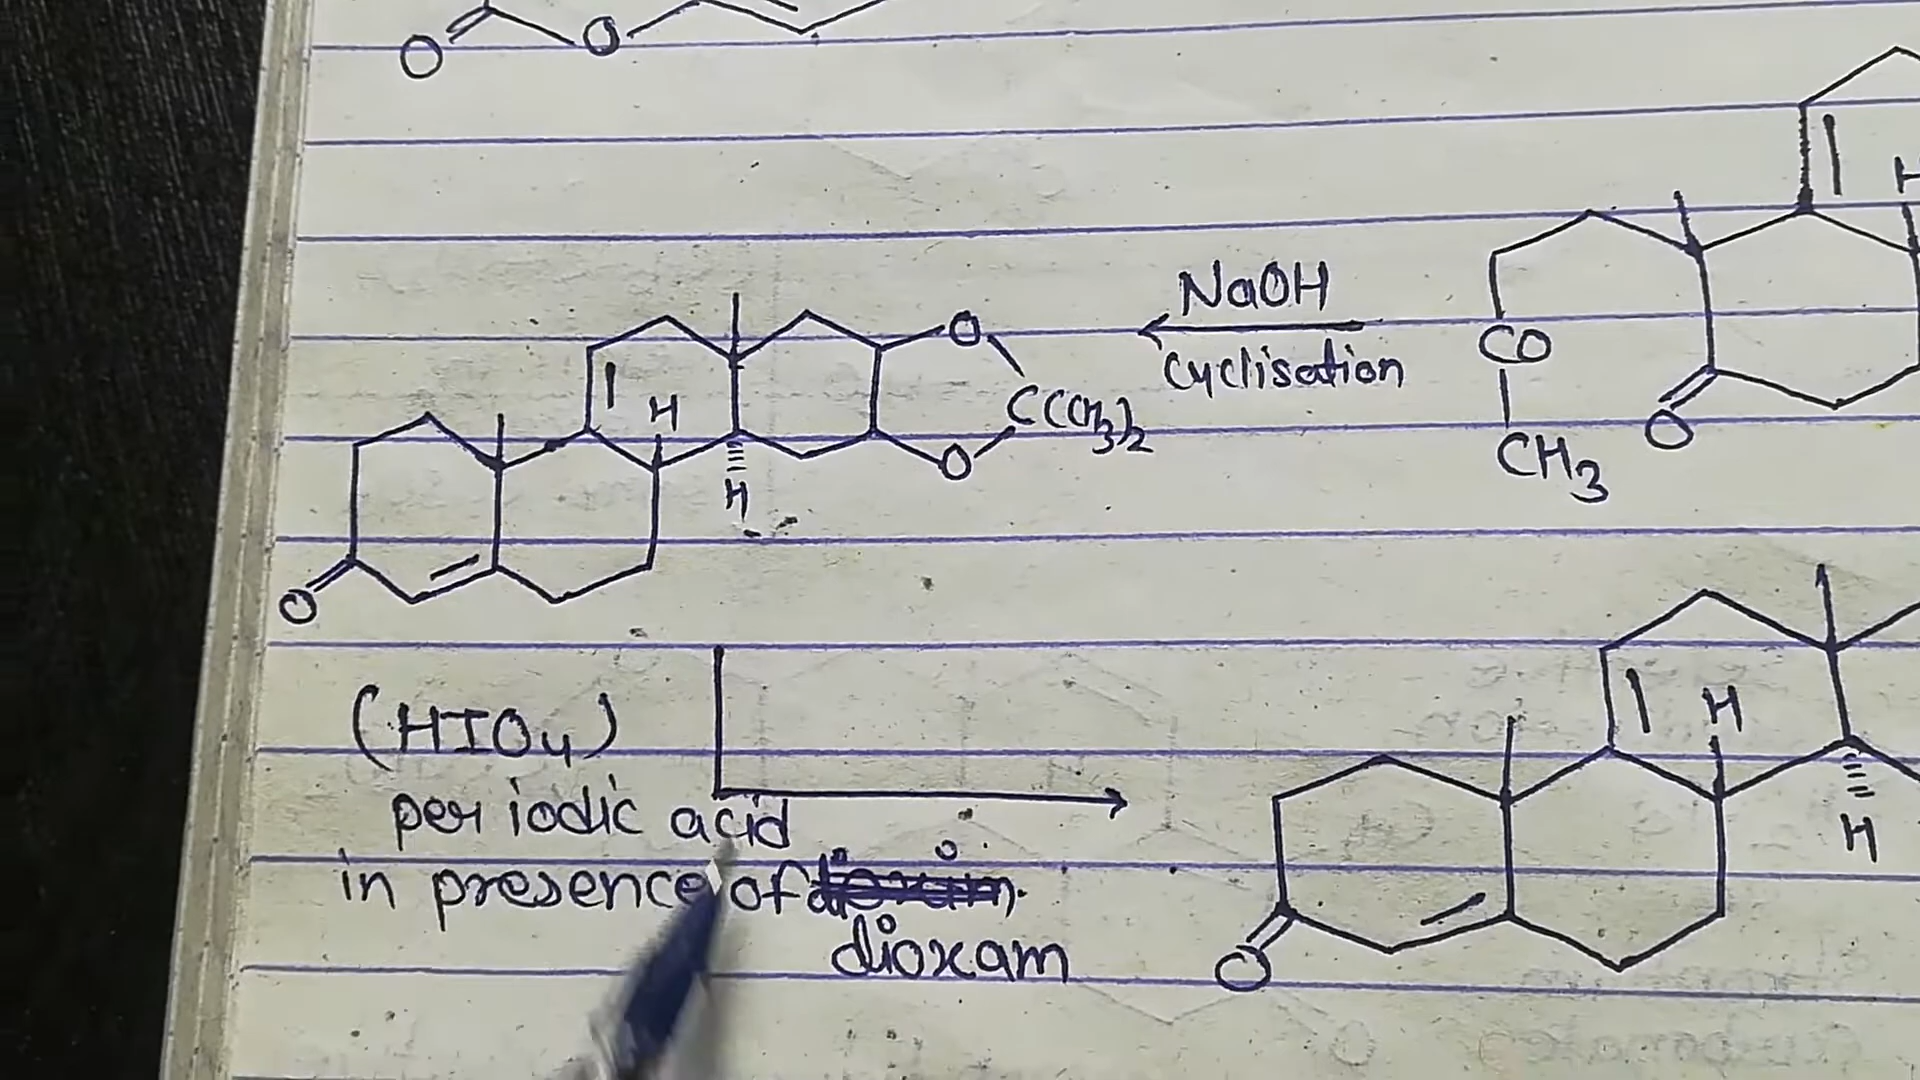 O
O
H
NaOH
cyclisation
CO
O
CH3
O
C(CH3)2
O
H
H
O
(HIO4)
per iodic acid
in presence of
dioxam
H
H
O